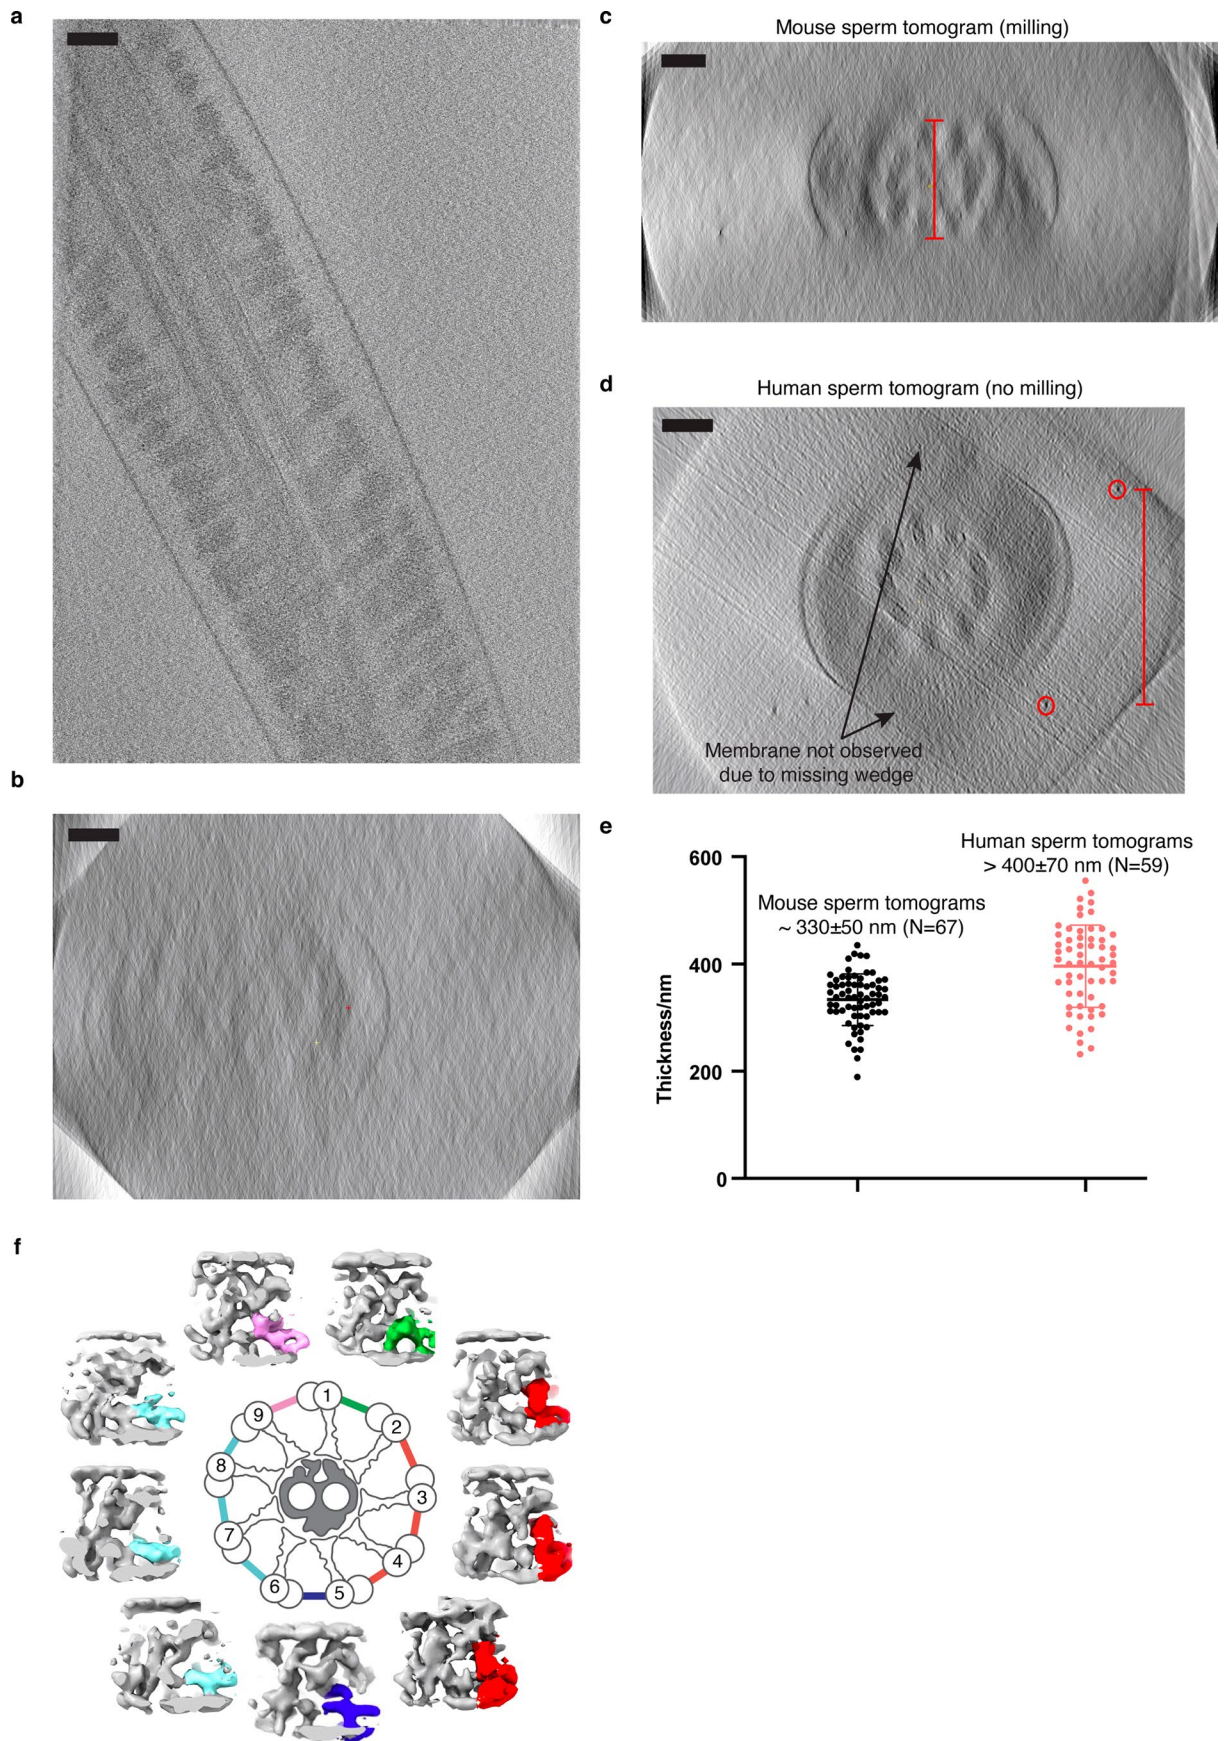 a
c
Mouse sperm tomogram (milling)
d
Human sperm tomogram (no milling)
Membrane not observed
due to missing wedge
b
e
Human sperm tomograms
> 400±70 nm (N=59)
Mouse sperm tomograms
~ 330±50 nm (N=67)
Thickness/nm
600
400
200
0
f
1
2
3
4
5
6
7
8
9